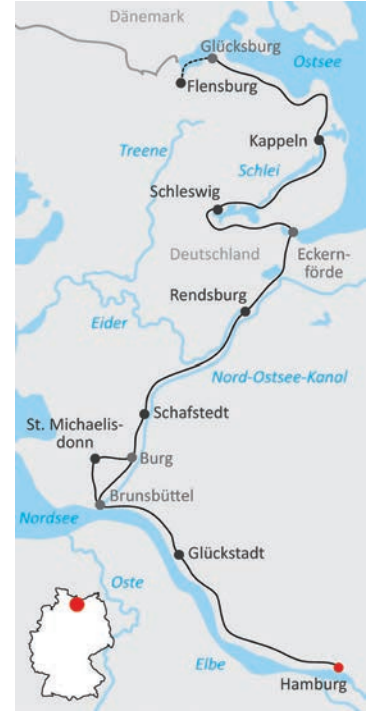 Dänemark
Glücksburg
Ostsee
Flensburg
Kappeln
Treene
Schlei
Schleswig
Deutschland
Eckern-
förde
Rendsburg
Eider
Nord-Ostsee-Kanal
Schafstedt
St. Michaelis-
donn
Burg
Brunsbüttel
Nordsee
Glückstadt
Oste
Elbe
Hamburg